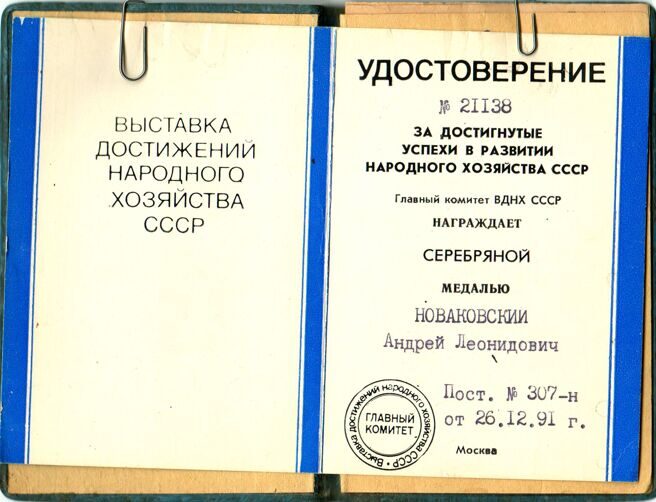 ВЫСТАВКА
ДОСТИЖЕНИЙ
НАРОДНОГО
ХОЗЯЙСТВА
СССР
УДОСТОВЕРЕНИЕ
№ 2II38
ЗА ДОСТИГНУТЫЕ
УСПЕХИ В РАЗВИТИИ
НАРОДНОГО ХОЗЯЙСТВА СССР
Главный комитет ВДНХ СССР
НАГРАЖДАЕТ
СЕРЕБРЯНОЙ
МЕДАЛЬЮ
НОВАКОВСКИИ
Андрей Леонидович
Пост. № 307-н
от 26.12.91 г.
Москва
Выставка достижений народного хозяйства СССР
ГЛАВНЫЙ
КОМИТЕТ